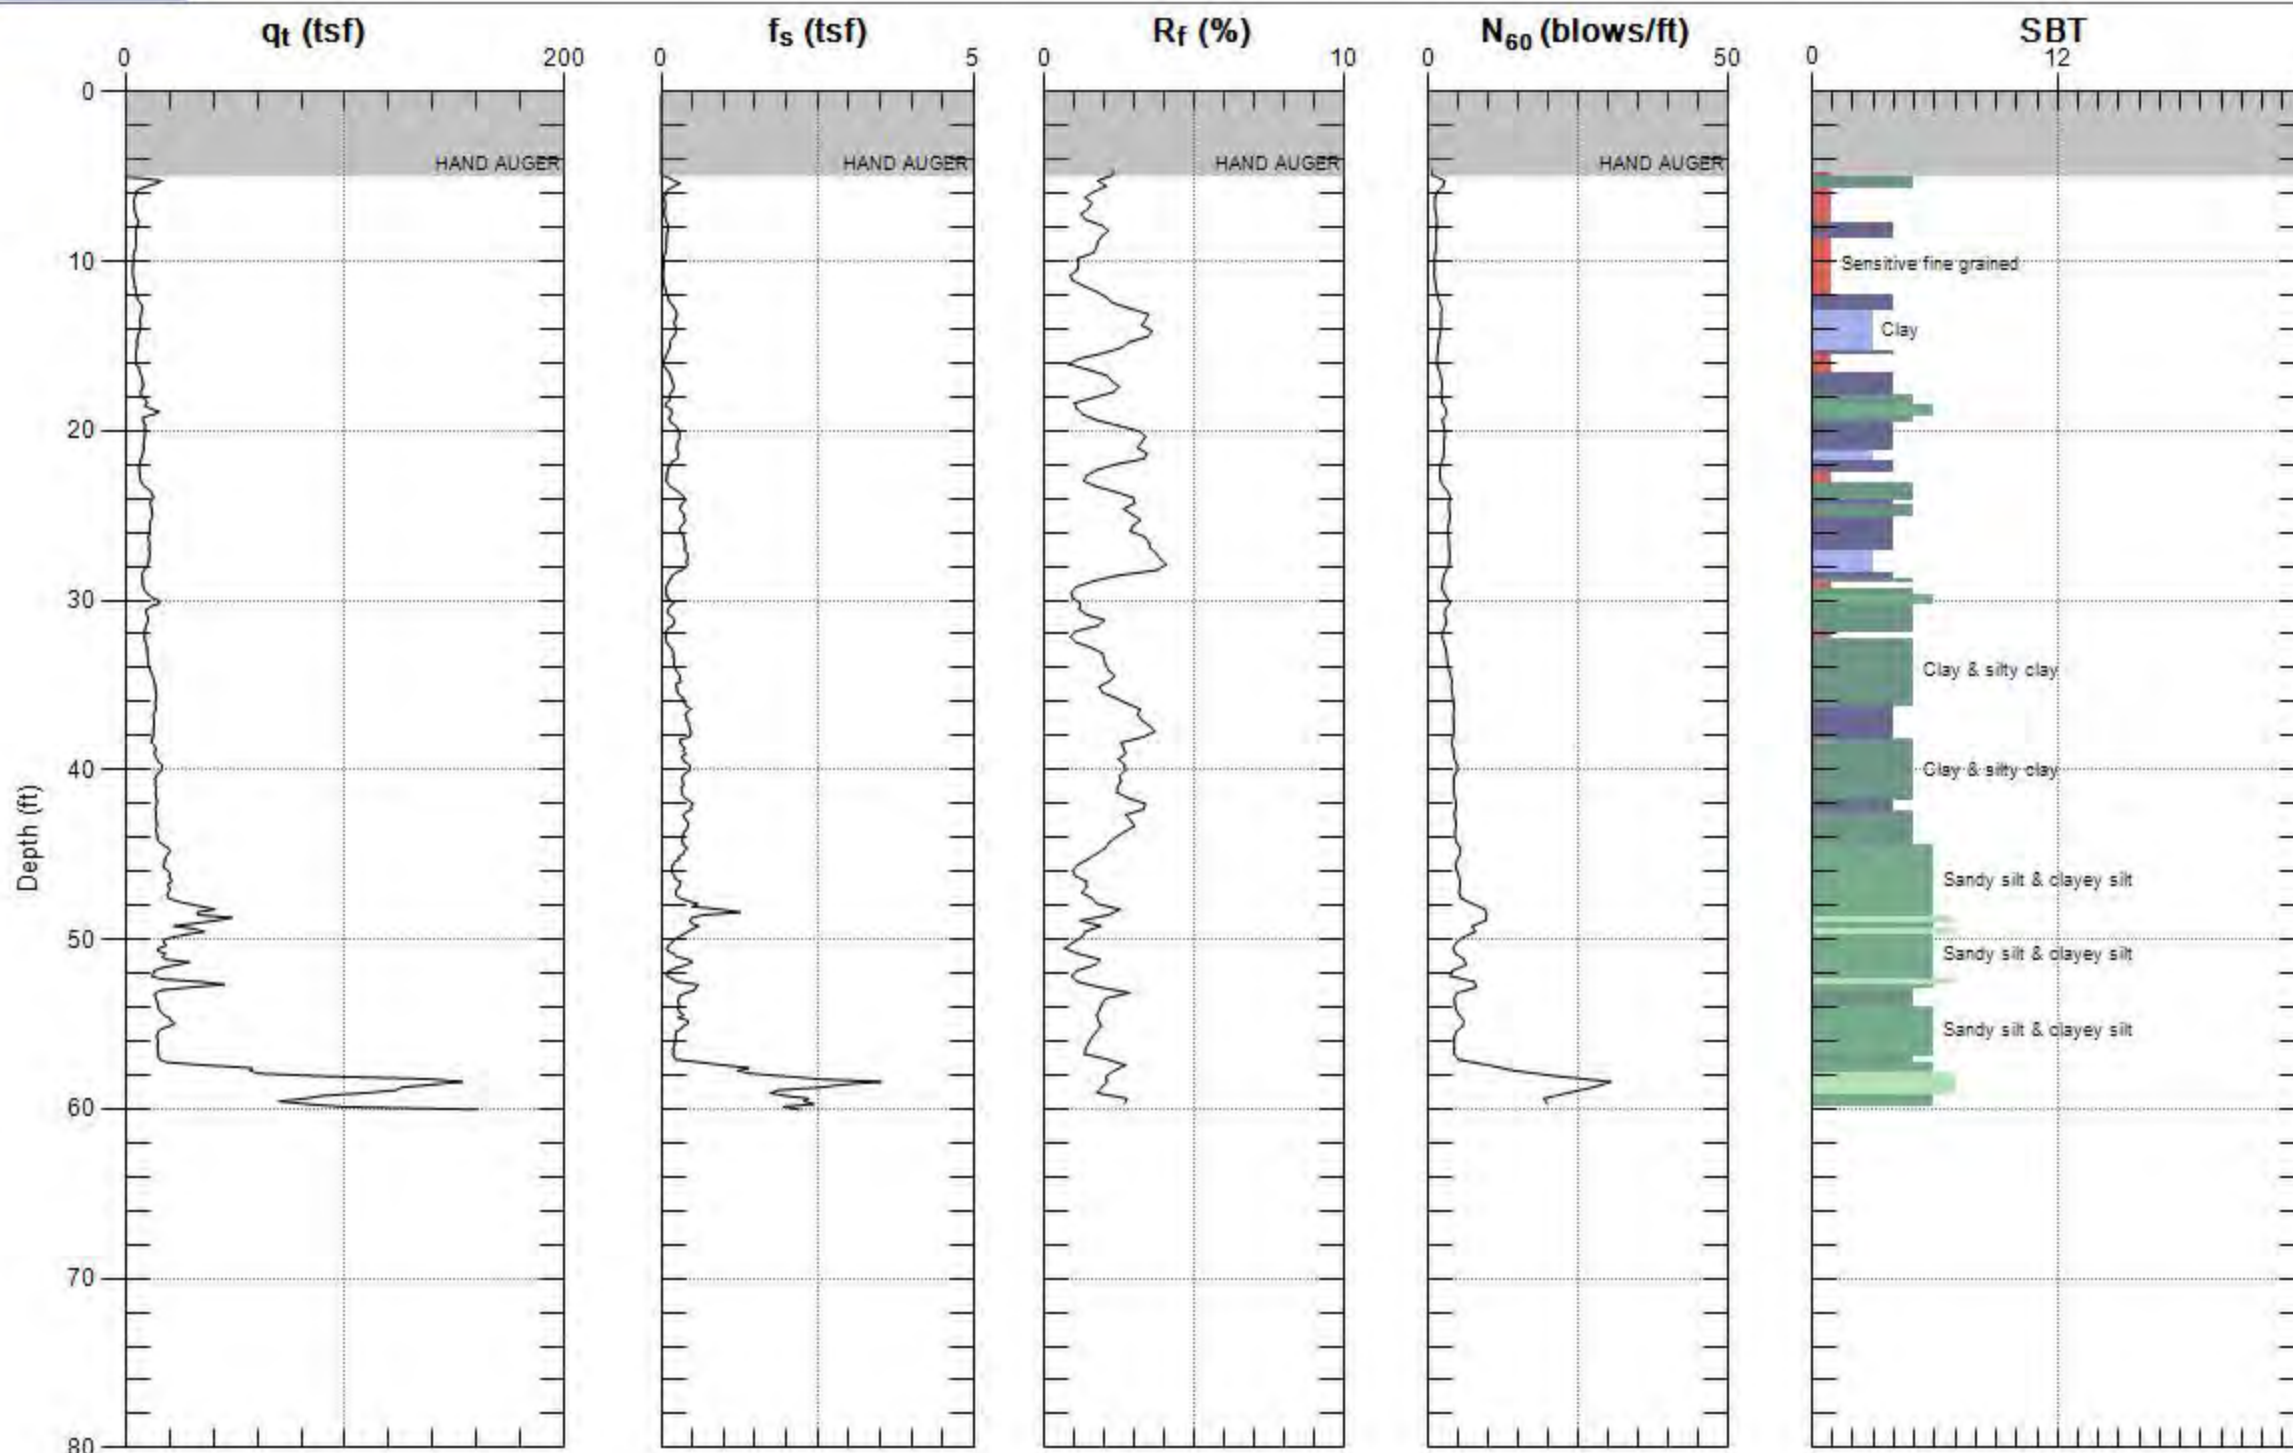 qt (tsf) fs (tsf) Rf (%) N60 (blows/ft) SBT
0 200 0 5 0 10 0 50 0 12
0
HAND AUGER HAND AUGER HAND AUGER HAND AUGER
10
Sensitive fine grained
Clay
20
30
Clay & silty clay
40
Clay & silty clay
Depth (ft)
Sandy silt & clayey silt
50
Sandy silt & clayey silt
Sandy silt & clayey silt
60
70
80